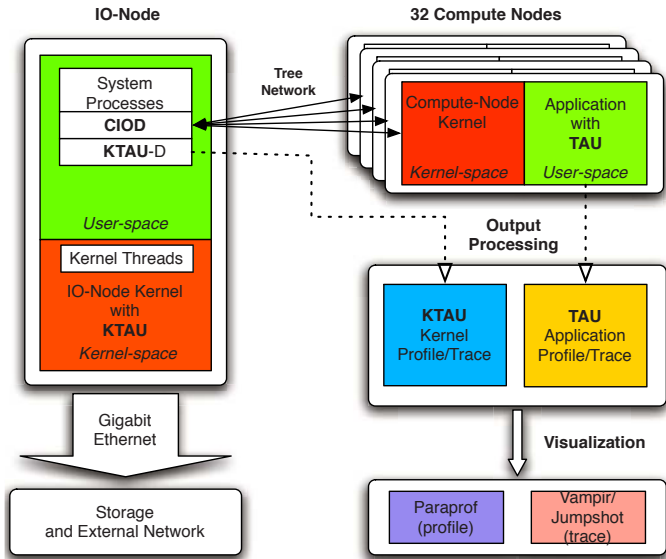 IO-Node
System
Processes
CIOD
KTAU-D
User-space
Kernel Threads
IO-Node Kernel
with
KTAU
Kernel-space
Gigabit
Ethernet
Storage
and External Network
Tree
Network
32 Compute Nodes
Compute-Node
Kernel
Kernel-space
Application
with
TAU
User-space
Output
Processing
KTAU
Kernel
Profile/Trace
TAU
Application
Profile/Trace
Visualization
Paraprof
(profile)
Vampir/
Jumpshot
(trace)